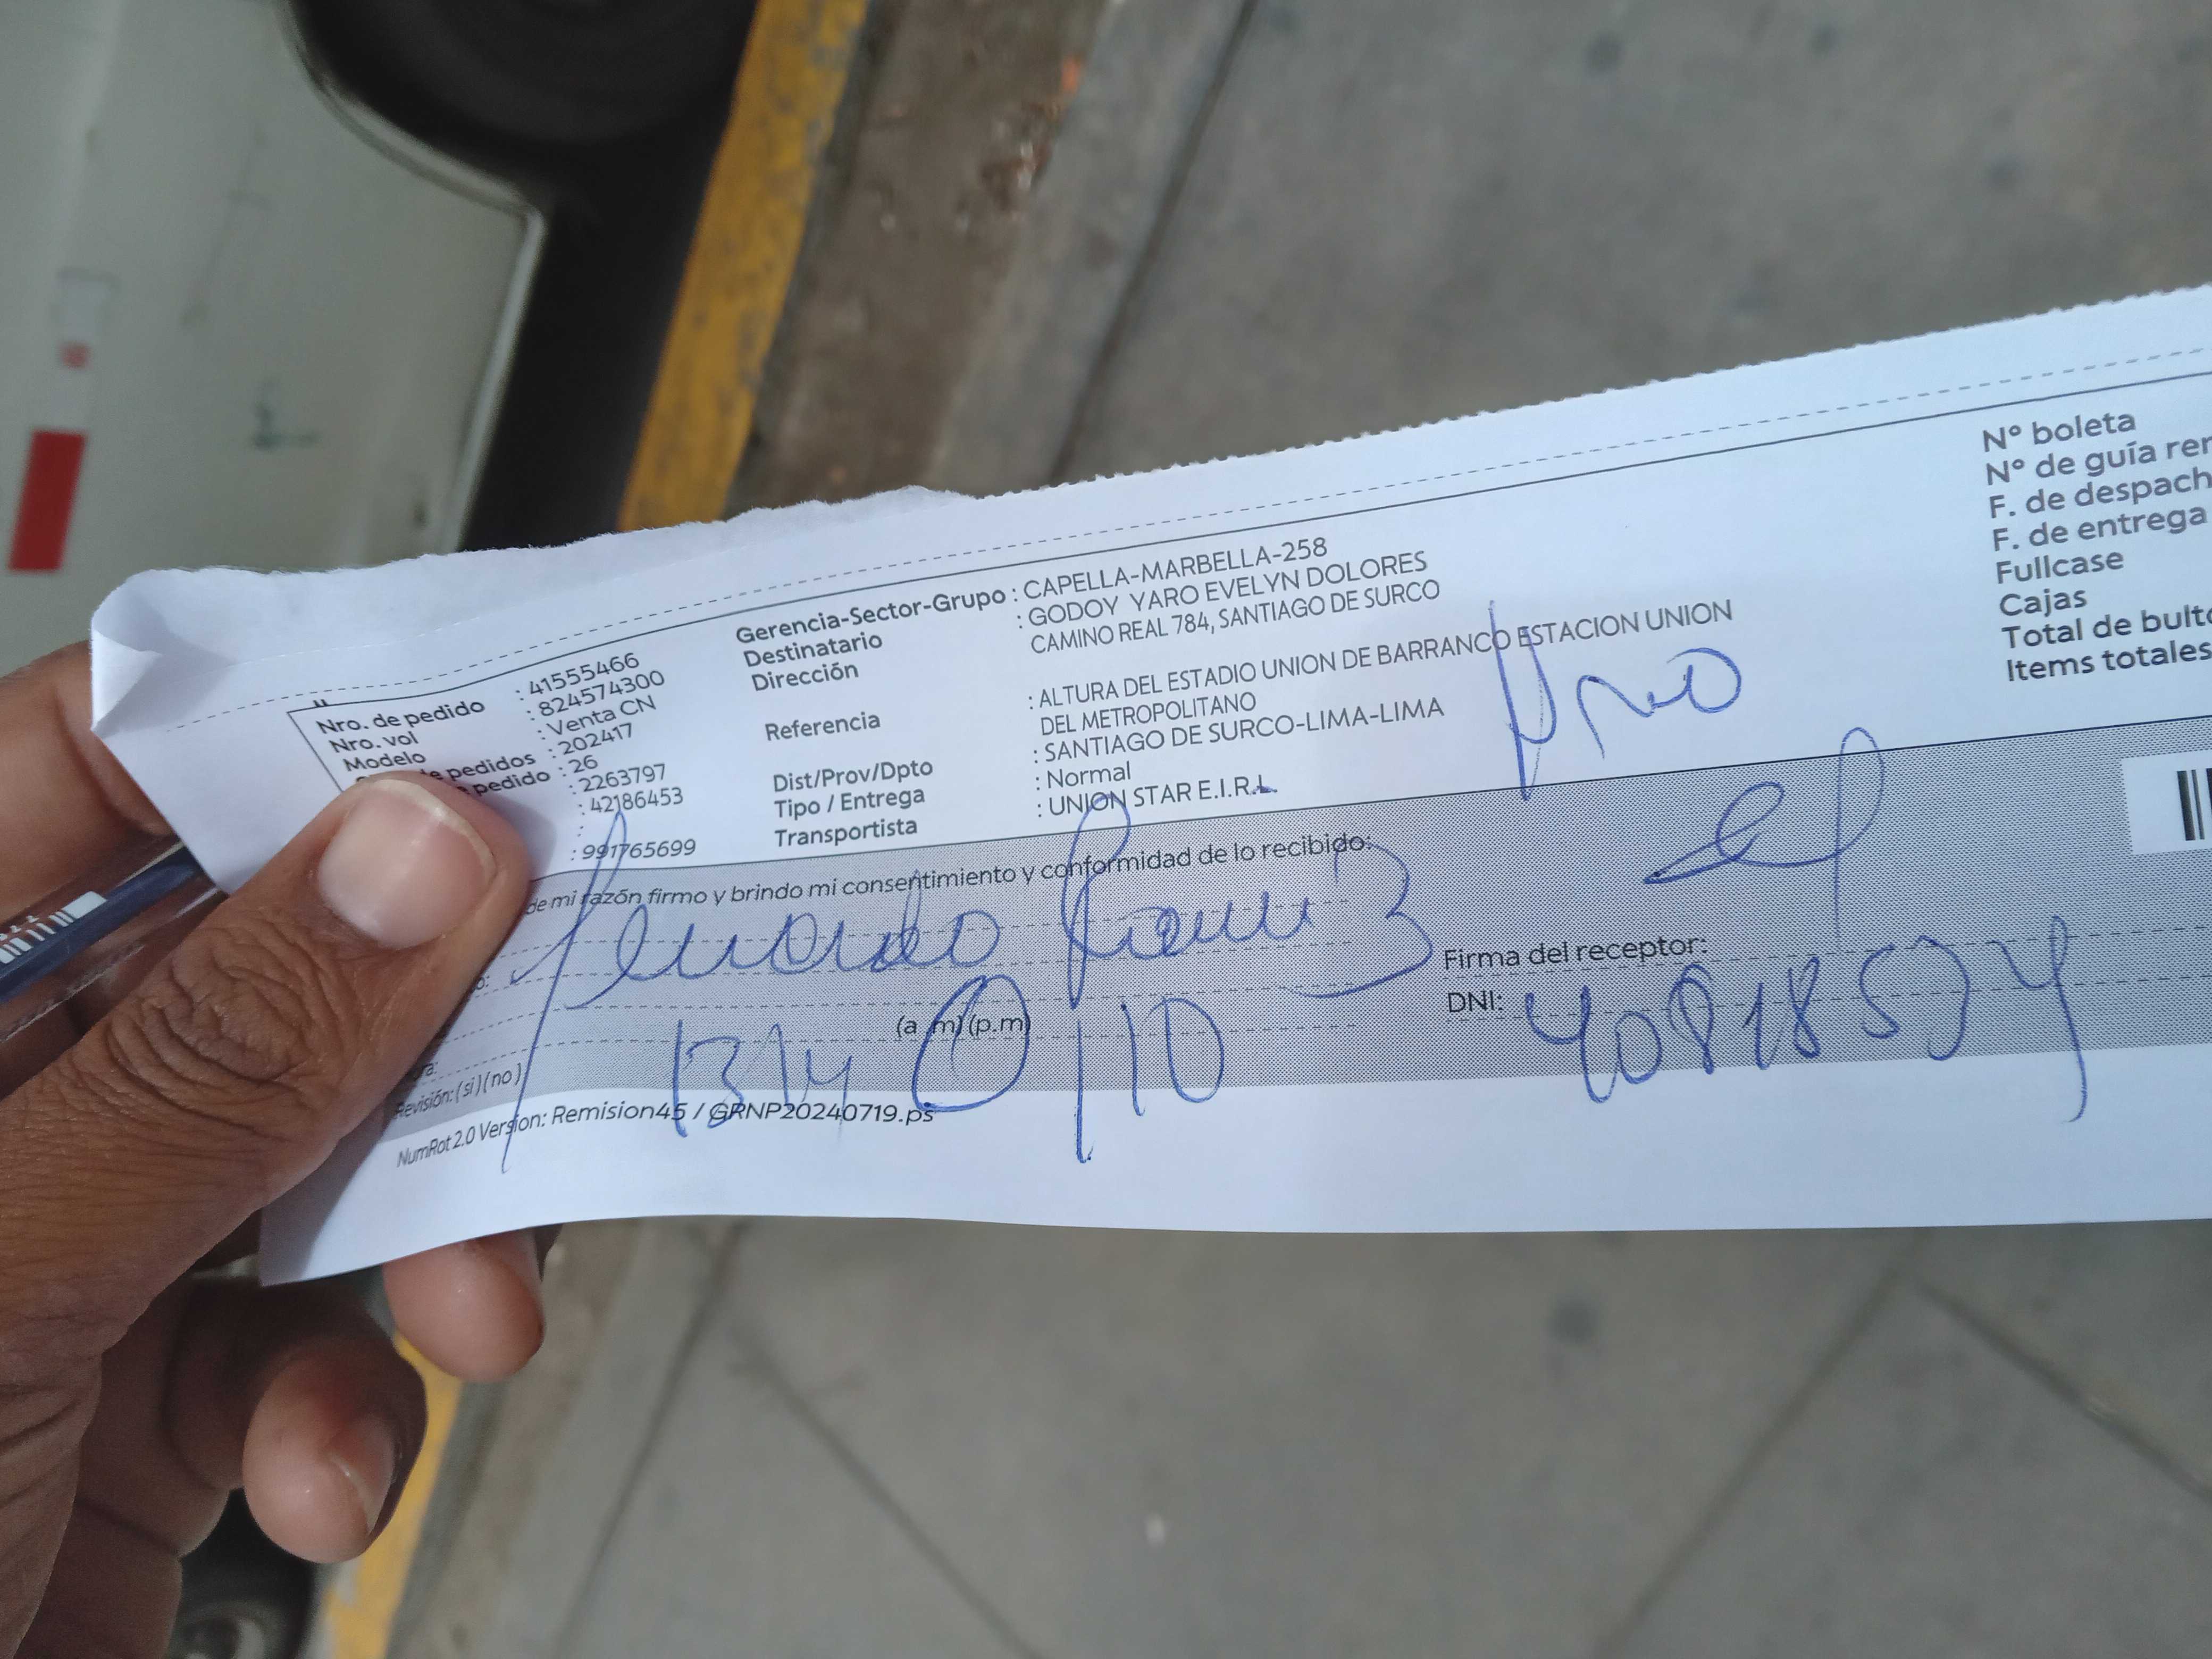 Nro. de pedido : 41555466
Nro. vol : 824574300
Modelo : Venta CN
pedidos : 202417
pedido : 26
: 2263797
: 42186453
:
: 991765699
Gerencia-Sector-Grupo : CAPELLA-MARBELLA-258
Destinatario : GODOY YARO EVELYN DOLORES
Dirección CAMINO REAL 784, SANTIAGO DE SURCO
Referencia : ALTURA DEL ESTADIO UNION DE BARRANCO ESTACION UNION
DEL METROPOLITANO
Dist/Prov/Dpto : SANTIAGO DE SURCO-LIMA-LIMA
Tipo / Entrega : Normal
Transportista : UNION STAR E.I.R.L
N° boleta
N° de guía
F. de
F. de entrega
Fullcase
Cajas
Total de
Items totales
de mi razón firmo y brindo mi consentimiento y conformidad de lo recibido:
(a m) (p.m)
1314
Firma del receptor:
DNI:
Revisión: (si) (no)
NumRot 2.0 Version: Remision45 / GRNP20240719.ps